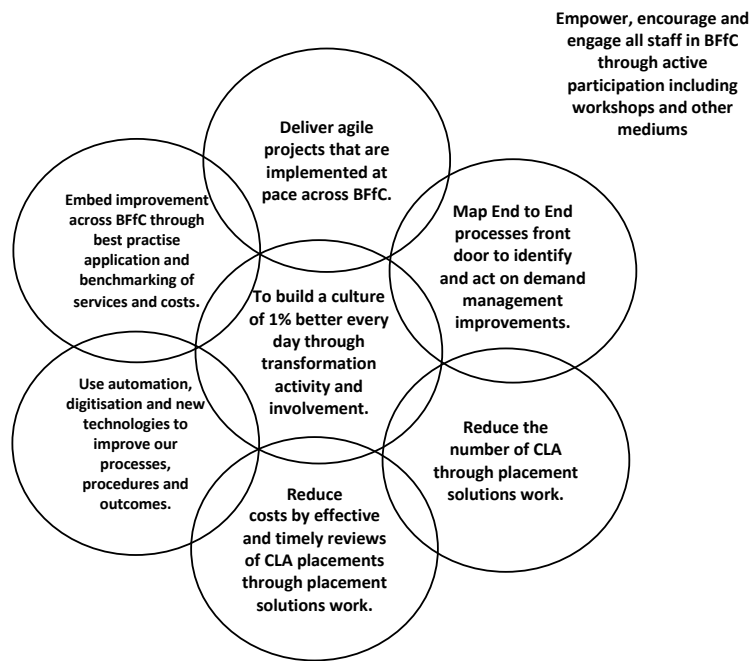 Empower, encourage and
engage all staff in BFfC
through active
participation including
workshops and other
mediums
Deliver agile
projects that are
implemented at
pace across BFfC.
Embed improvement
across BFfC through
best practise
application and
benchmarking of
services and costs.
Map End to End
processes front
door to identify
and act on demand
management
improvements.
To build a culture
of 1% better every
day through
transformation
activity and
involvement.
Use automation,
digitisation and new
technologies to
improve our
processes,
procedures and
outcomes.
Reduce the
number of CLA
through placement
solutions work.
Reduce
costs by effective
and timely reviews
of CLA placements
through placement
solutions work.